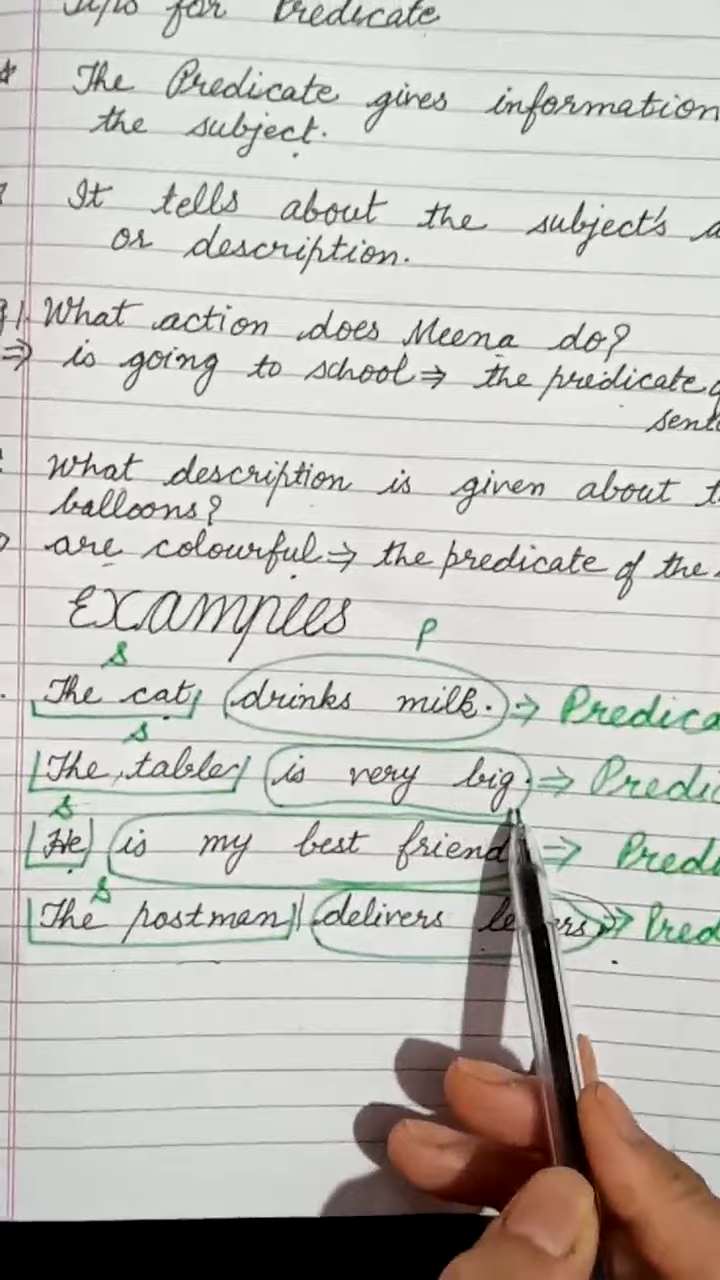 for Predicate
The Predicate gives information
the subject.
It tells about the subject's a
or description.
1. What action does Meena do?
⇒ is going to school ⇒ the predicate
What description is given about t
balloons?
are colourful ⇒ the predicate of the
Examples
S P
The cat drinks milk. ⇒ Predica
S
The table is very big. ⇒ Predic
S
He is my best friend ⇒ Pred
S
The postman delivers ⇒ Pred